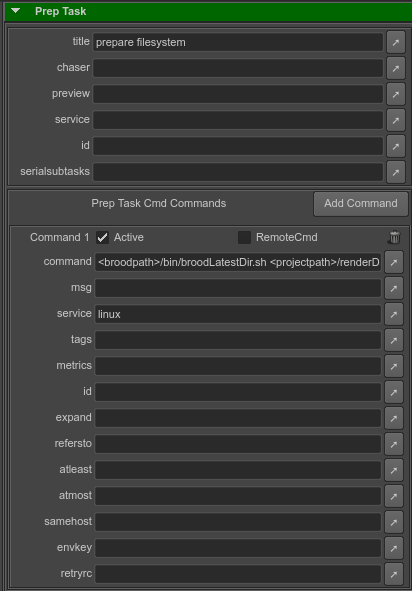 Prep Task
title prepare filesystem
chaser
preview
service
id
serialsubtasks
Prep Task Cmd Commands Add Command
Command 1 Active RemoteCmd
command <broodpath>/bin/broodLatestDir.sh <projectpath>/renderD
msg
service linux
tags
metrics
id
expand
refersto
atleast
atmost
samehost
envkey
retryrc